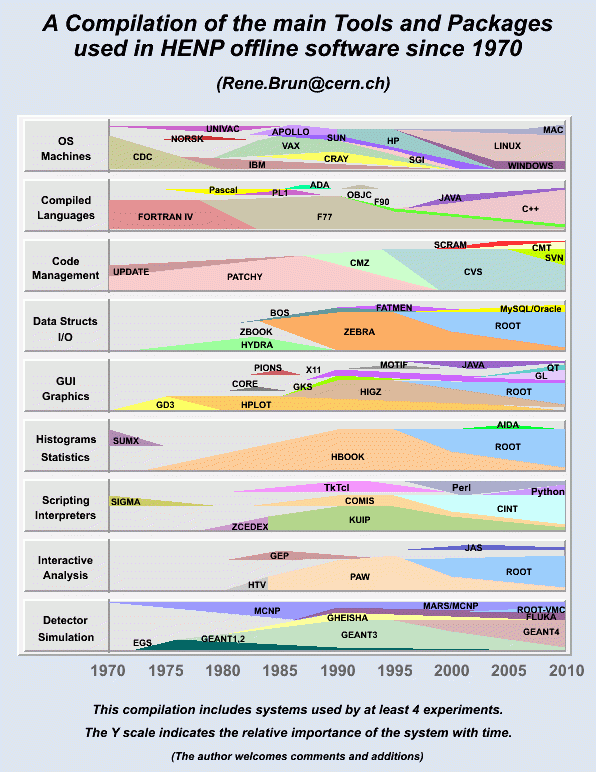 A Compilation of the main Tools and Packages
used in HENP offline software since 1970
(Rene.Brun@cern.ch)
OS
Machines
UNIVAC
NORSK
APOLLO
SUN
HP
MAC
CDC
VAX
LINUX
IBM
CRAY
SGI
WINDOWS
Compiled
Languages
Pascal
PL1
ADA
OBJC
F90
JAVA
FORTRAN IV
F77
C++
Code
Management
UPDATE
PATCHY
CMZ
SCRAM
CVS
CMT
SVN
Data Structs
I/O
BOS
FATMEN
MySQL/Oracle
ZBOOK
ZEBRA
ROOT
HYDRA
GUI
Graphics
PIONS
X11
MOTIF
JAVA
QT
GL
CORE
GKS
HIGZ
ROOT
GD3
HPLOT
Histograms
Statistics
SUMX
HBOOK
AIDA
ROOT
Scripting
Interpreters
TkTcl
Perl
Python
SIGMA
COMIS
CINT
ZCEDEX
KUIP
Interactive
Analysis
GEP
JAS
HTV
PAW
ROOT
Detector
Simulation
MCNP
MARS/MCNP
ROOT-VMC
GHEISHA
FLUKA
EGS
GEANT1,2
GEANT3
GEANT4
1970 1975 1980 1985 1990 1995 2000 2005 2010
This compilation includes systems used by at least 4 experiments.
The Y scale indicates the relative importance of the system with time.
(The author welcomes comments and additions)